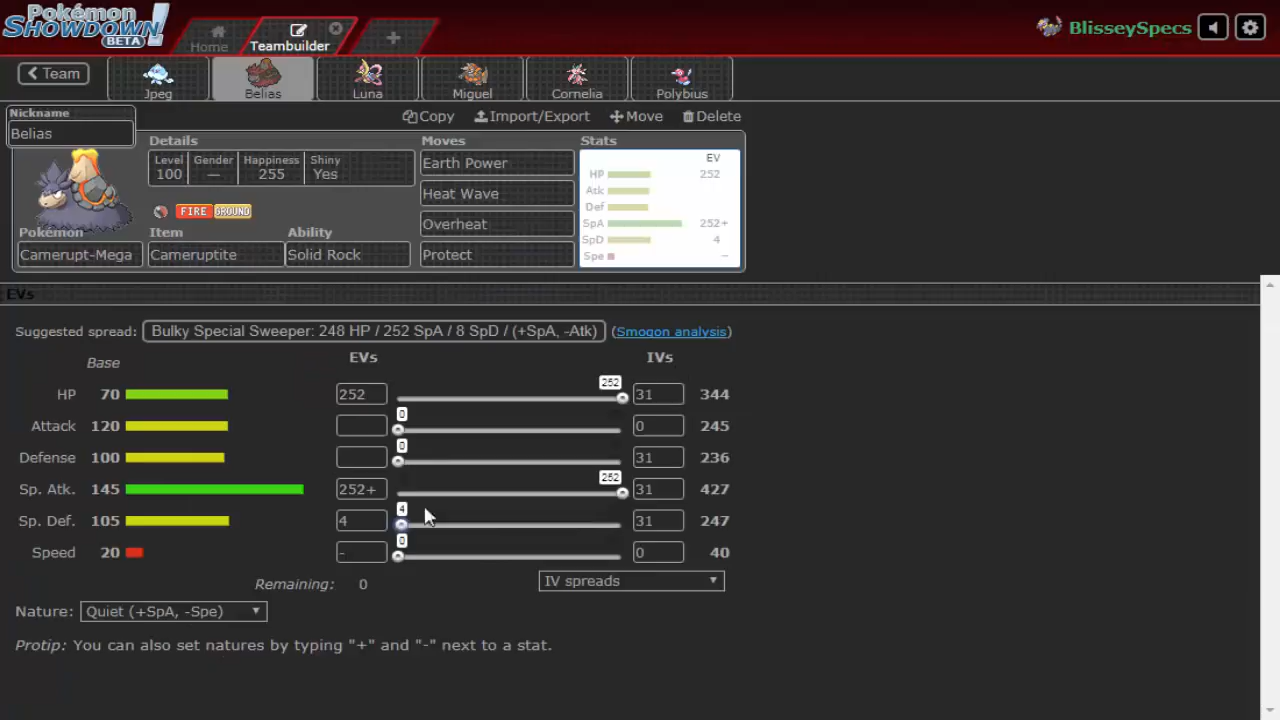 Pokémon
SHOWDOWN!
BETA!
Home
Teambuilder
+
BlisseySpecs
Team
Jpeg
Belias
Luna
Miguel
Cornelia
Polybius
Copy
Import/Export
Move
Delete
Nickname
Belias
Details
Level
100
Gender
—
Happiness
255
Shiny
Yes
FIRE
GROUND
Pokémon
Camerupt-Mega
Item
Cameruptite
Ability
Solid Rock
Moves
Earth Power
Heat Wave
Overheat
Protect
Stats
EV
HP 252
Atk
Def
SpA 252+
SpD 4
Spe −
EVs
Suggested spread: Bulky Special Sweeper: 248 HP / 252 SpA / 8 SpD / (+SpA, -Atk) (Smogon analysis)
Base EVs IVs
HP 70 252 252 31 344
Attack 120 0 0 245
Defense 100 0 31 236
Sp. Atk. 145 252+ 252 31 427
Sp. Def. 105 4 4 31 247
Speed 20 - 0 0 40
Remaining: 0
IV spreads
Nature: Quiet (+SpA, -Spe)
Protip: You can also set natures by typing "+" and "-" next to a stat.